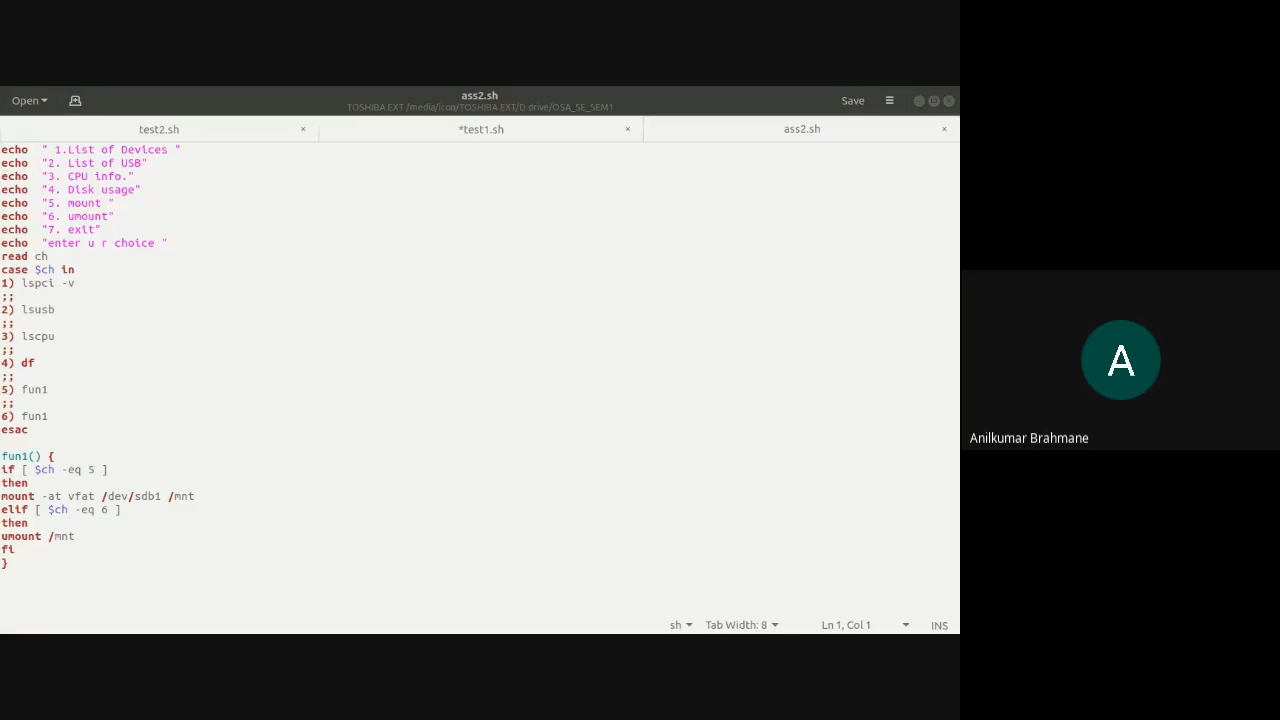 Open
ass2.sh
TOSHIBA EXT /media/icon/TOSHIBA EXT/D drive/OSA_SE_SEM1
Save
test2.sh
*test1.sh
ass2.sh
echo  " 1.List of Devices "
echo  "2. List of USB"
echo  "3. CPU info."
echo  "4. Disk usage"
echo  "5. mount "
echo  "6. umount"
echo  "7. exit"
echo  "enter u r choice "
read ch
case $ch in
1) lspci -v
;;
2) lsusb
;;
3) lscpu
;;
4) df
;;
5) fun1
;;
6) fun1
esac
fun1() {
if [ $ch -eq 5 ]
then
mount -at vfat /dev/sdb1 /mnt
elif [ $ch -eq 6 ]
then
umount /mnt
fi
}
sh
Tab Width: 8
Ln 1, Col 1
INS
A
Anilkumar Brahmane